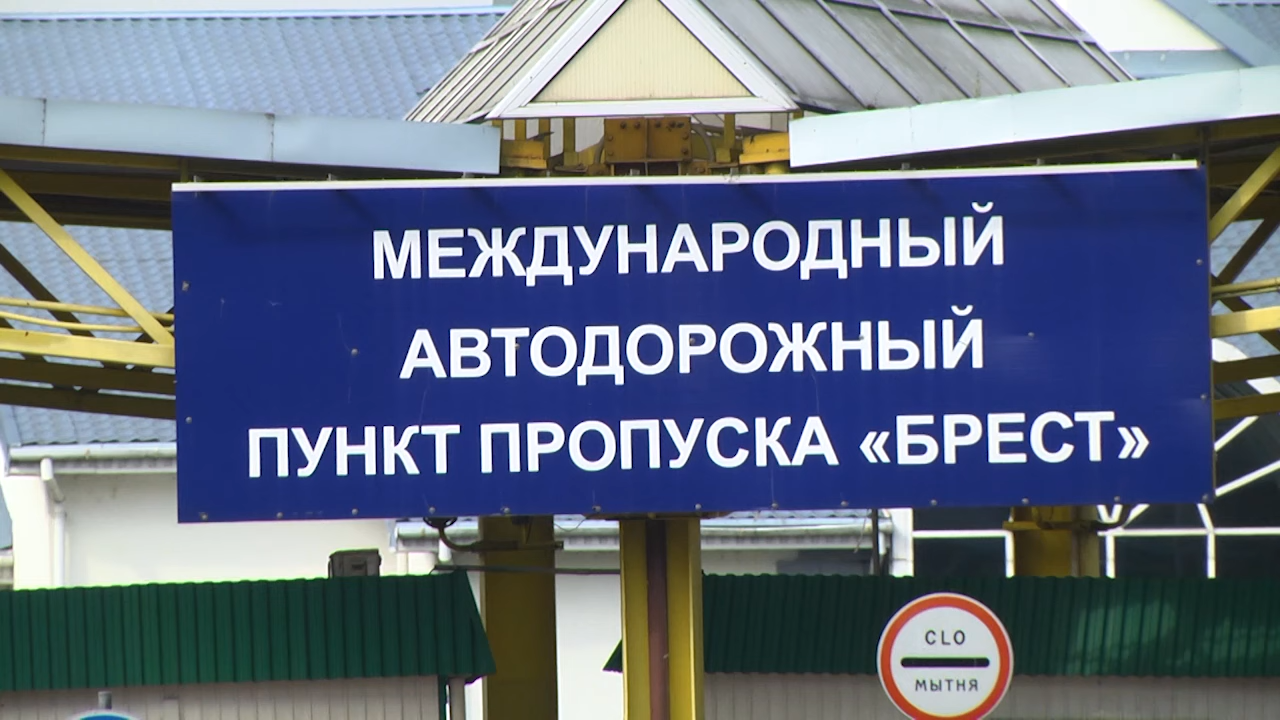 МЕЖДУНАРОДНЫЙ
АВТОДОРОЖНЫЙ
ПУНКТ ПРОПУСКА «БРЕСТ»
CLO
МЫТНЯ